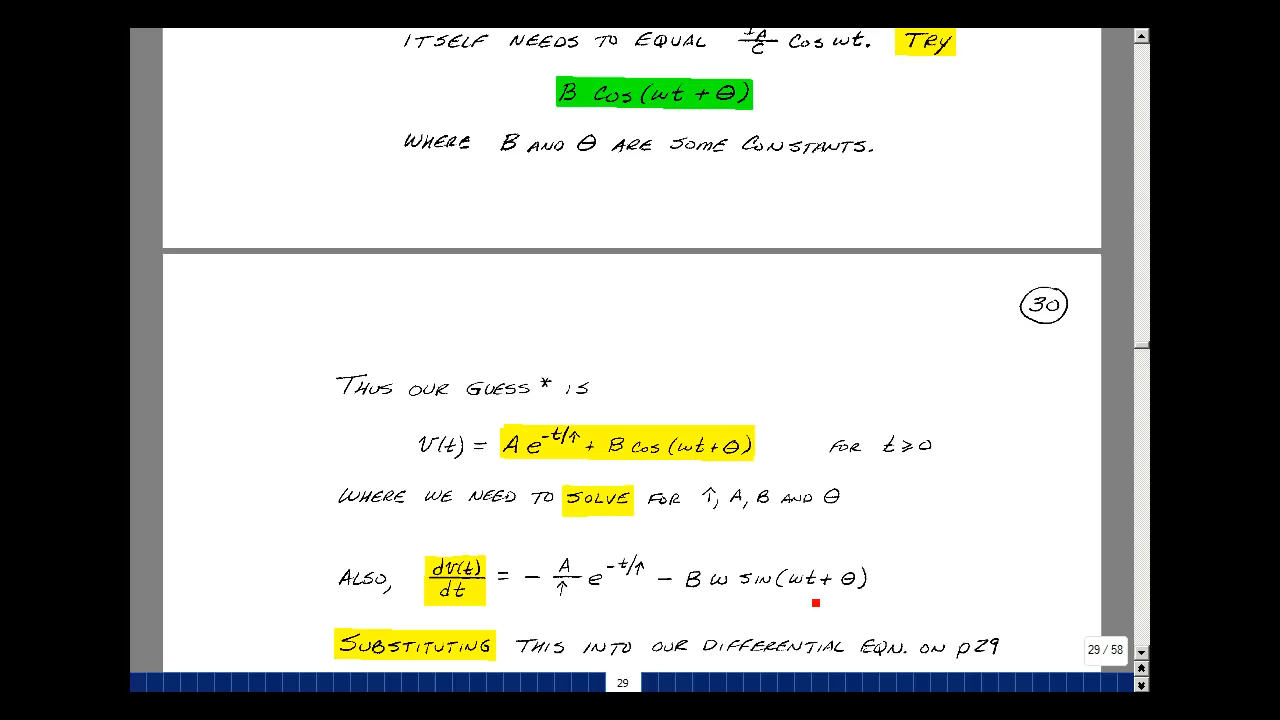 ITSELF NEEDS TO EQUAL IA/C COS ωt. TRY
B COS(ωt + θ)
WHERE B AND θ ARE SOME CONSTANTS.
30
THUS OUR GUESS * IS
V(t) = A e^-t/↑ + B COS (ωt + θ) FOR t ≥ 0
WHERE WE NEED TO SOLVE FOR ↑, A, B AND θ
ALSO, dV(t)/dt = - A/↑ e^-t/↑ - B ω SIN(ωt + θ)
SUBSTITUTING THIS INTO OUR DIFFERENTIAL EQN. ON p29
29 / 58
29